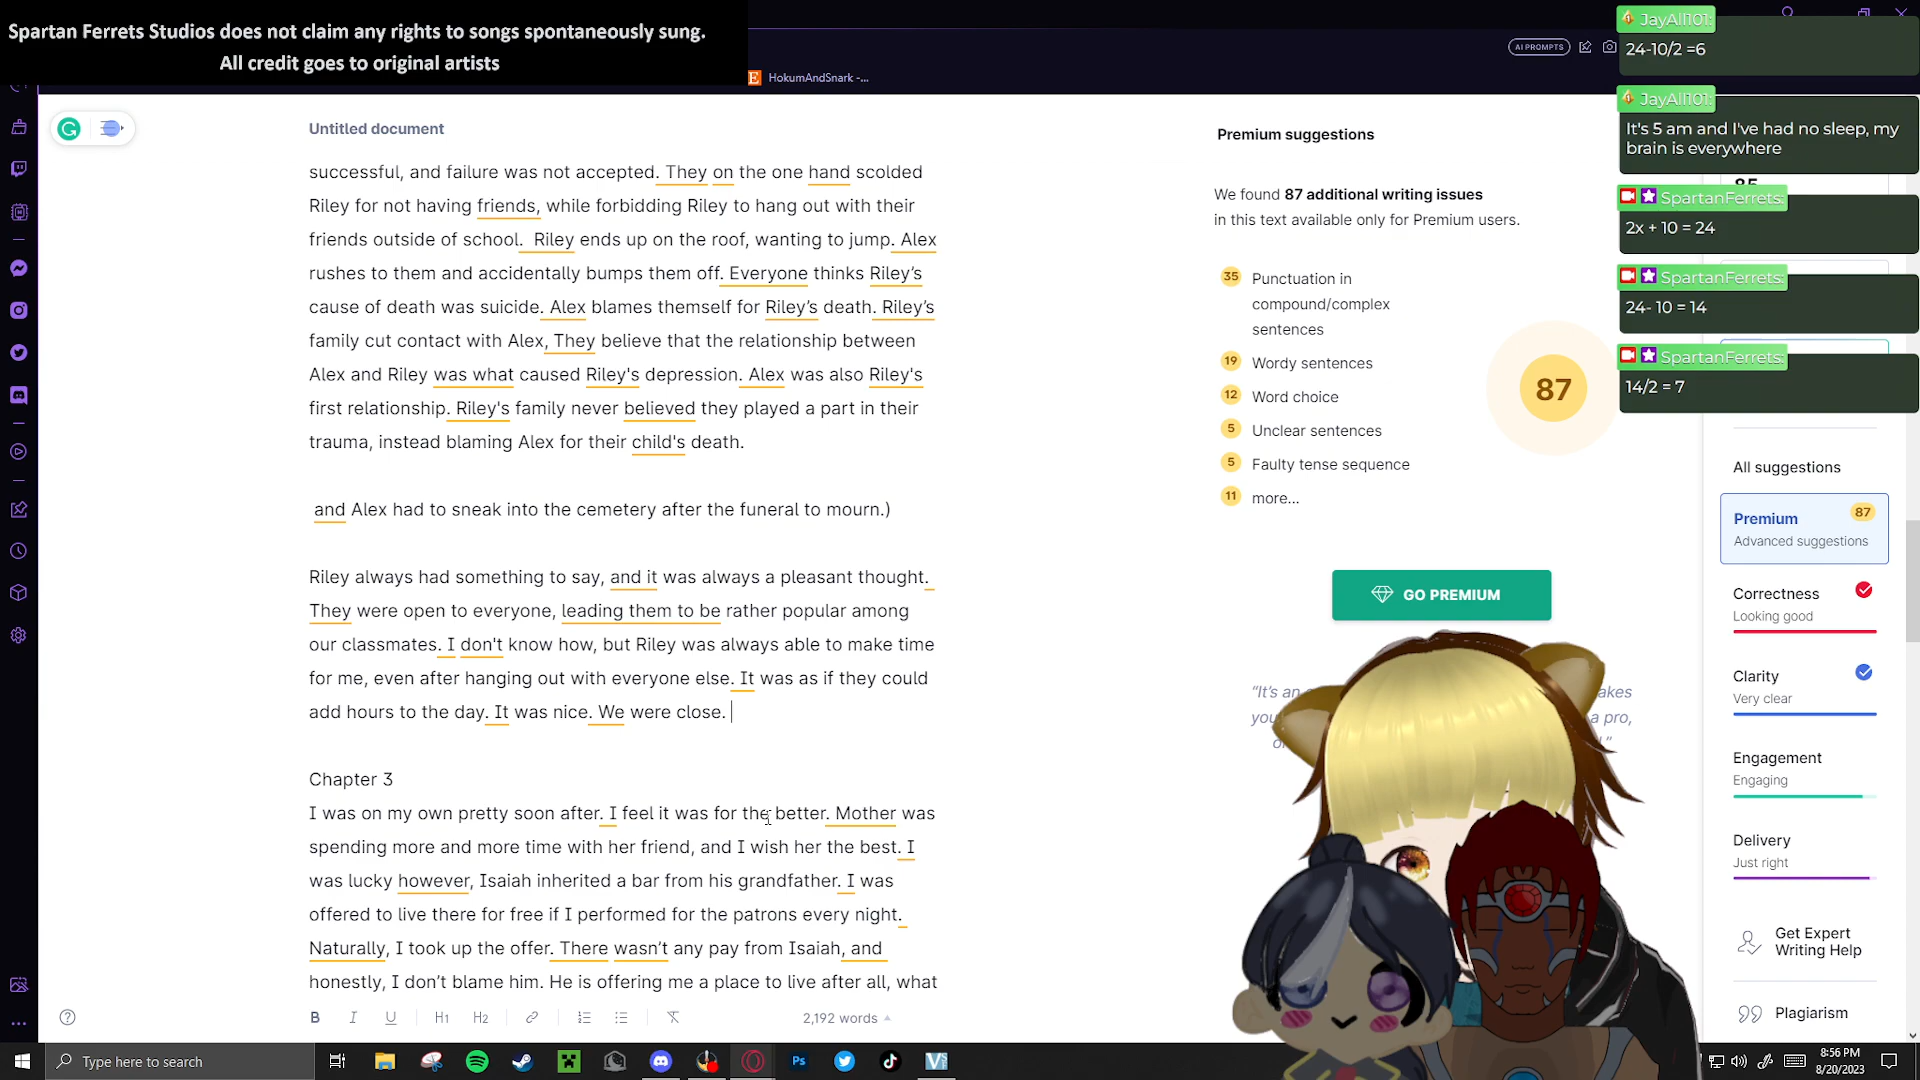 Spartan Ferrets Studios does not claim any rights to songs spontaneously sung.
All credit goes to original artists
HokumAndSnark -...
AI PROMPTS
JayAll101:
24-10/2 =6
JayAll101:
It's 5 am and I've had no sleep, my
brain is everywhere
SpartanFerrets:
2x + 10 = 24
SpartanFerrets:
24- 10 = 14
SpartanFerrets:
14/2 = 7
Untitled document
successful, and failure was not accepted. They on the one hand scolded
Riley for not having friends, while forbidding Riley to hang out with their
friends outside of school.  Riley ends up on the roof, wanting to jump. Alex
rushes to them and accidentally bumps them off. Everyone thinks Riley’s
cause of death was suicide. Alex blames themself for Riley’s death. Riley’s
family cut contact with Alex, They believe that the relationship between
Alex and Riley was what caused Riley's depression. Alex was also Riley's
first relationship. Riley's family never believed they played a part in their
trauma, instead blaming Alex for their child's death.
and Alex had to sneak into the cemetery after the funeral to mourn.)
Riley always had something to say, and it was always a pleasant thought.
They were open to everyone, leading them to be rather popular among
our classmates. I don't know how, but Riley was always able to make time
for me, even after hanging out with everyone else. It was as if they could
add hours to the day. It was nice. We were close.
Chapter 3
I was on my own pretty soon after. I feel it was for the better. Mother was
spending more and more time with her friend, and I wish her the best. I
was lucky however, Isaiah inherited a bar from his grandfather. I was
offered to live there for free if I performed for the patrons every night.
Naturally, I took up the offer. There wasn’t any pay from Isaiah, and
honestly, I don’t blame him. He is offering me a place to live after all, what
B I U H1 H2
2,192 words
Premium suggestions
We found 87 additional writing issues
in this text available only for Premium users.
35 Punctuation in
compound/complex
sentences
19 Wordy sentences
12 Word choice
5 Unclear sentences
5 Faulty tense sequence
11 more...
87
GO PREMIUM
“It’s an
akes
you
a pro,
All suggestions
Premium 87
Advanced suggestions
Correctness
Looking good
Clarity
Very clear
Engagement
Engaging
Delivery
Just right
Get Expert
Writing Help
Plagiarism
Type here to search
Ps
8:56 PM
8/20/2023